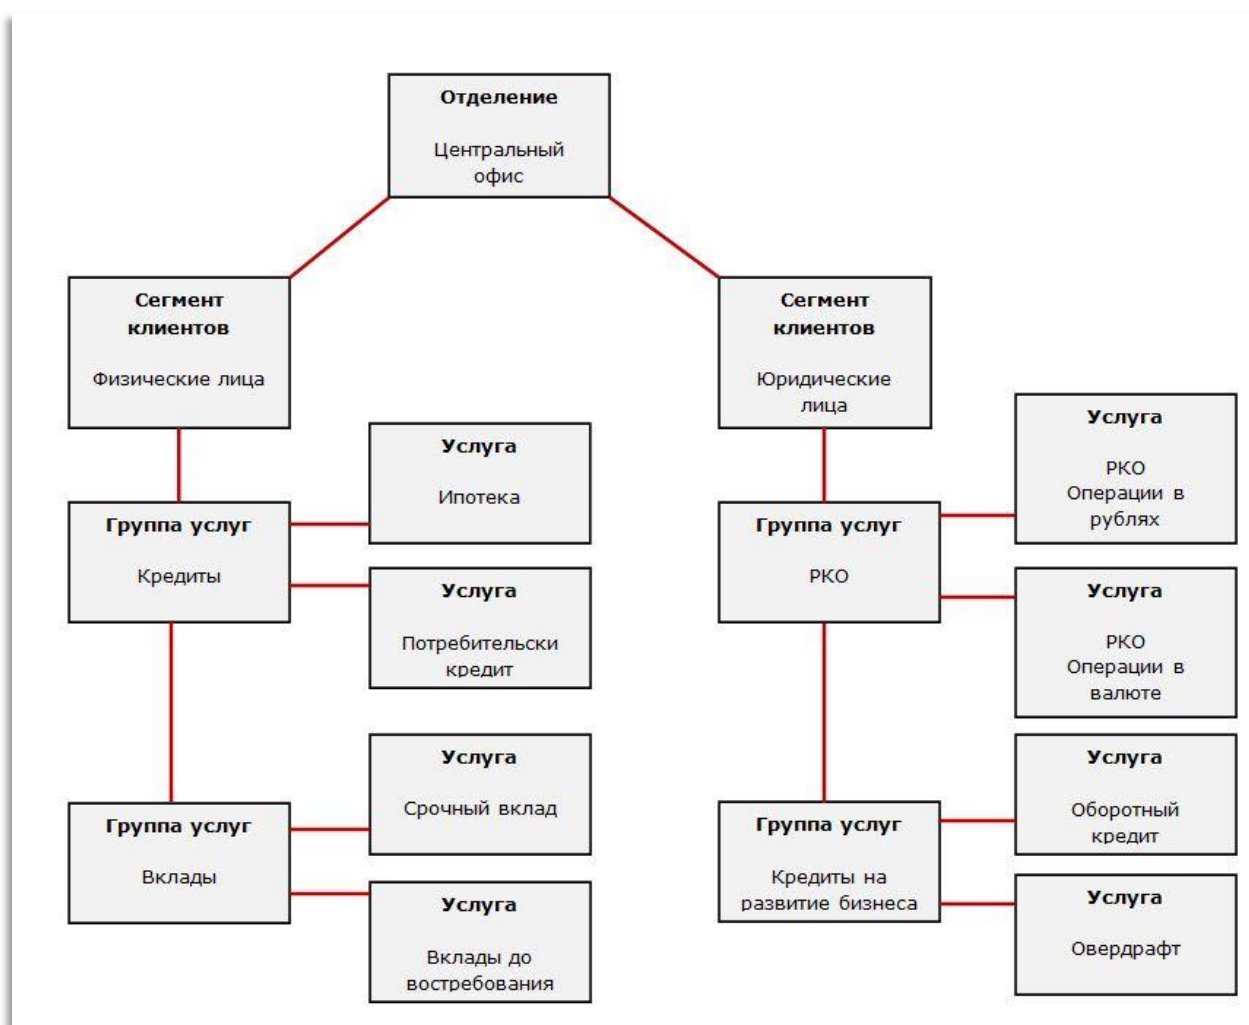 Отделение
Центральный
офис
Сегмент
клиентов
Физические лица
Сегмент
клиентов
Юридические
лица
Группа услуг
Кредиты
Услуга
Ипотека
Услуга
Потребительски
кредит
Группа услуг
Вклады
Услуга
Срочный вклад
Услуга
Вклады до
востребования
Группа услуг
РКО
Услуга
РКО
Операции в
рублях
Услуга
РКО
Операции в
валюте
Группа услуг
Кредиты на
развитие бизнеса
Услуга
Оборотный
кредит
Услуга
Овердрафт